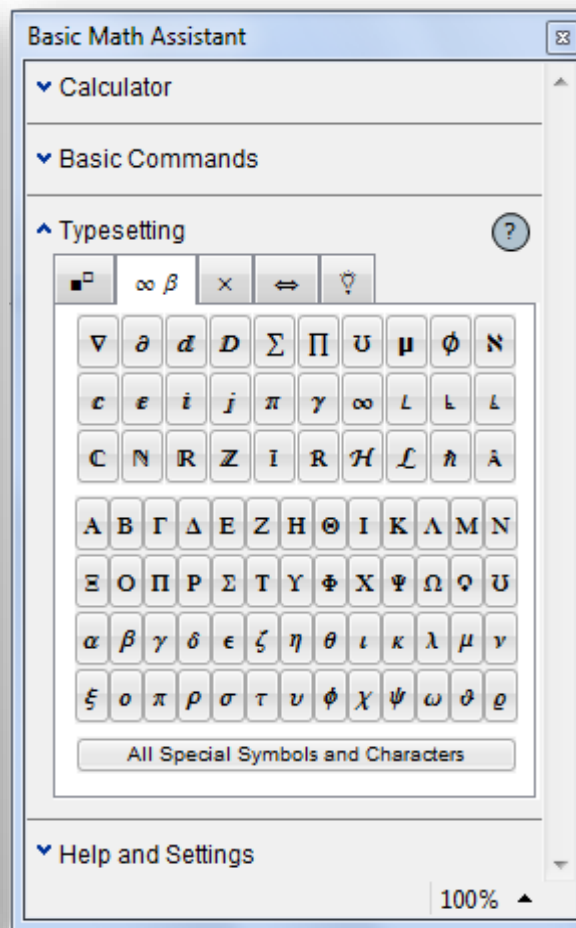 Basic Math Assistant
Calculator
Basic Commands
Typesetting ?
■□ ∞ β × ⇔
∇ ∂ ⅆ ⅅ ∑ ∏ ℧ µ ∅ ℵ
ⅇ ⅈ ⅉ π γ ∞
ℂ ℕ ℝ ℤ I R ℋ ℒ ℏ Å
Α Β Γ Δ Ε Ζ Η Θ Ι Κ Λ Μ Ν
Ξ Ο Π Ρ Σ Τ Υ Φ Χ Ψ Ω Ϙ ℧
α β γ δ ϵ ζ η θ ι κ λ μ ν
ξ ο π ρ σ τ υ ϕ χ ψ ω ϑ ϱ
All Special Symbols and Characters
Help and Settings
100%